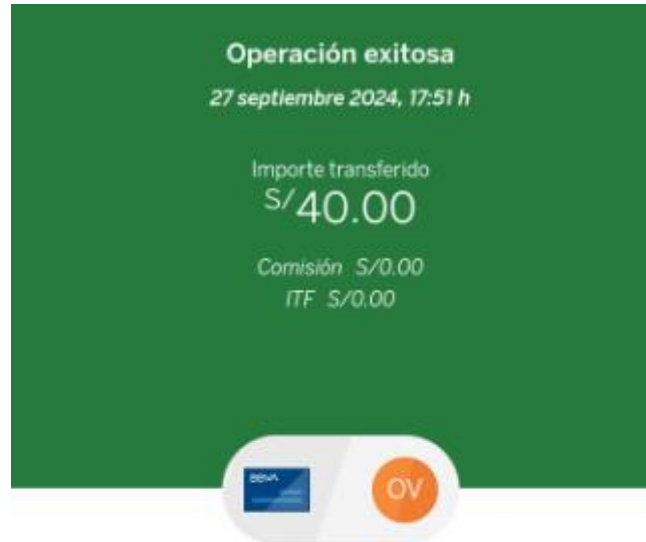 Operación exitosa
27 septiembre 2024, 17:51 h
Importe transferido
S/40.00
Comisión S/0.00
ITF S/0.00
BBVA
OV